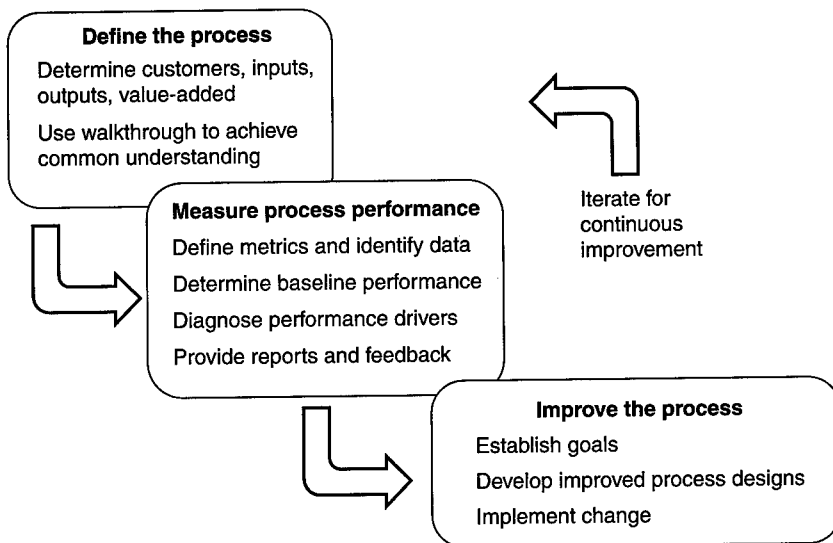 Define the process
Determine customers, inputs,
outputs, value-added
Use walkthrough to achieve
common understanding
Iterate for
continuous
improvement
Measure process performance
Define metrics and identify data
Determine baseline performance
Diagnose performance drivers
Provide reports and feedback
Improve the process
Establish goals
Develop improved process designs
Implement change